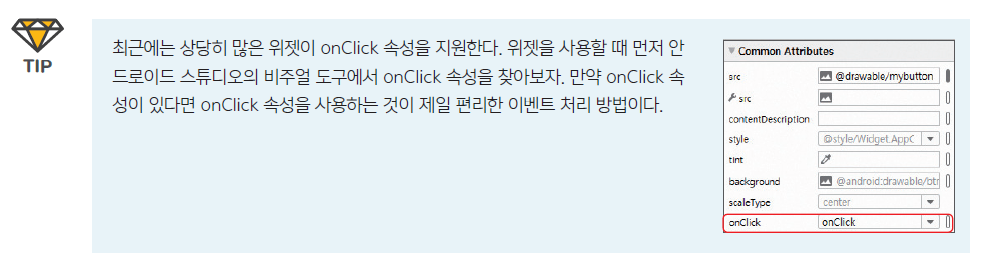 TIP
최근에는 상당히 많은 위젯이 onClick 속성을 지원한다. 위젯을 사용할 때 먼저 안
드로이드 스튜디오의 비주얼 도구에서 onClick 속성을 찾아보자. 만약 onClick 속
성이 있다면 onClick 속성을 사용하는 것이 제일 편리한 이벤트 처리 방법이다.
Common Attributes
src @drawable/mybutton
src
contentDescription
style @style/Widget.AppC
tint
background @android:drawable/btr
scaleType center
onClick onClick